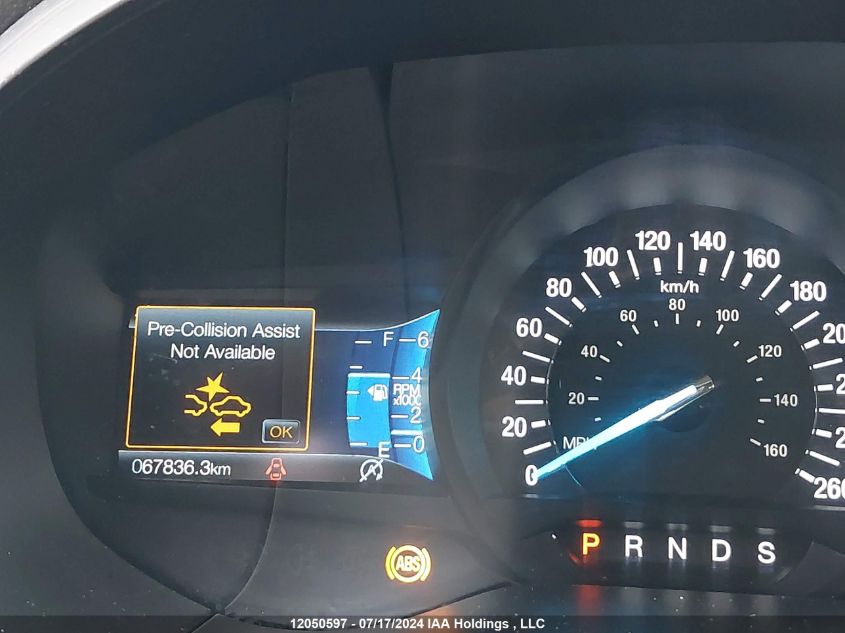 Pre-Collision Assist
Not Available
OK
067836.3km
F
E
6
4
RPM
x1000
2
0
ABS
0
20
40
60
80
100
120
140
160
180
260
km/h
20
40
60
80
100
120
140
160
P R N D S
12050597 - 07/17/2024 IAA Holdings , LLC